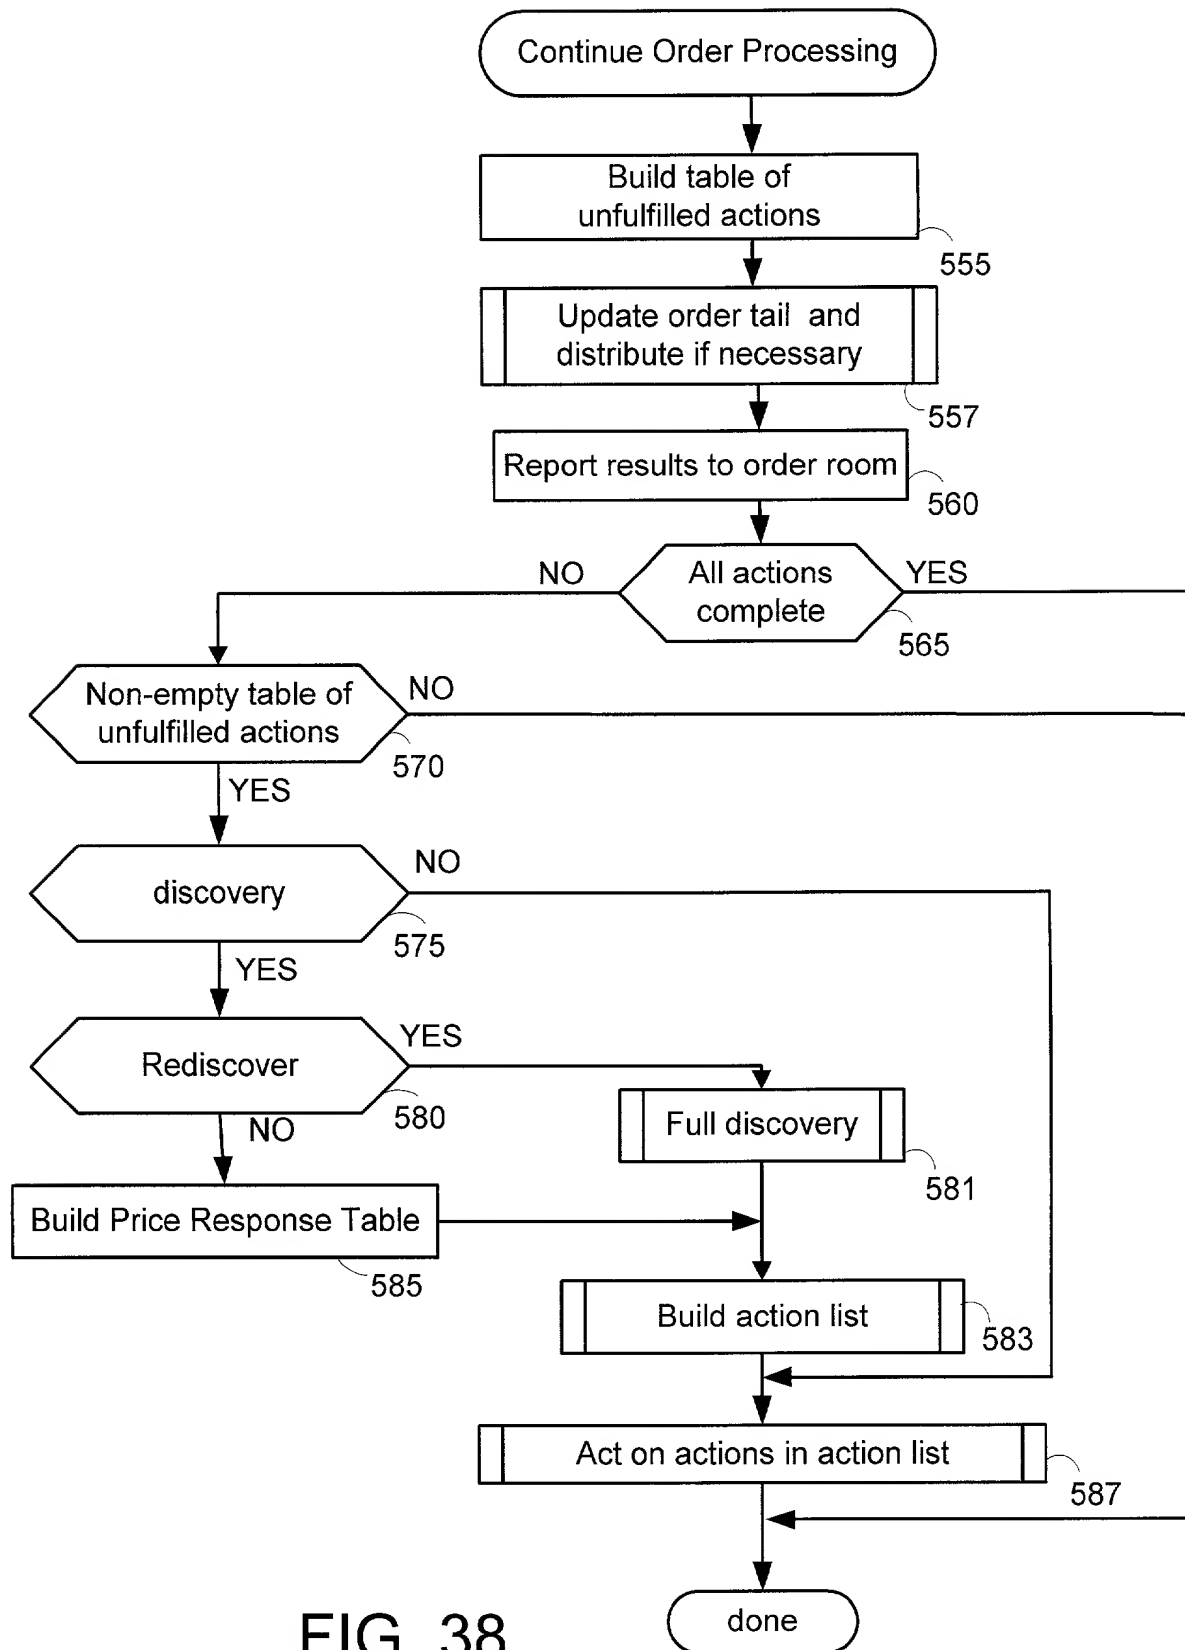 Continue Order Processing
Build table of
unfulfilled actions
555
Update order tail and
distribute if necessary
557
Report results to order room
560
NO
All actions
complete
YES
565
Non-empty table of
unfulfilled actions
NO
570
YES
discovery
NO
575
YES
Rediscover
YES
580
NO
Full discovery
581
Build Price Response Table
585
Build action list
583
Act on actions in action list
587
done
FIG. 38